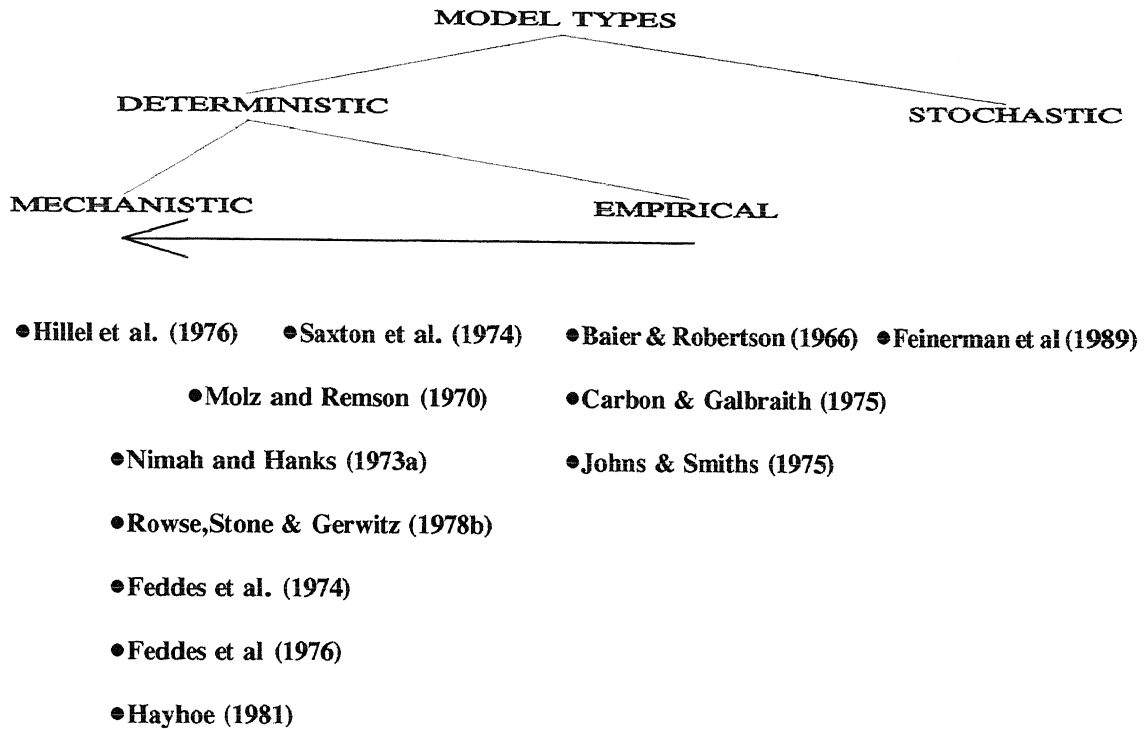 MODEL TYPES
DETERMINISTIC
STOCHASTIC
MECHANISTIC
EMPIRICAL
●Hillel et al. (1976) ●Saxton et al. (1974) ●Baier & Robertson (1966) ●Feinerman et al (1989)
●Molz and Remson (1970) ●Carbon & Galbraith (1975)
●Nimah and Hanks (1973a) ●Johns & Smiths (1975)
●Rowse,Stone & Gerwitz (1978b)
●Feddes et al. (1974)
●Feddes et al (1976)
●Hayhoe (1981)